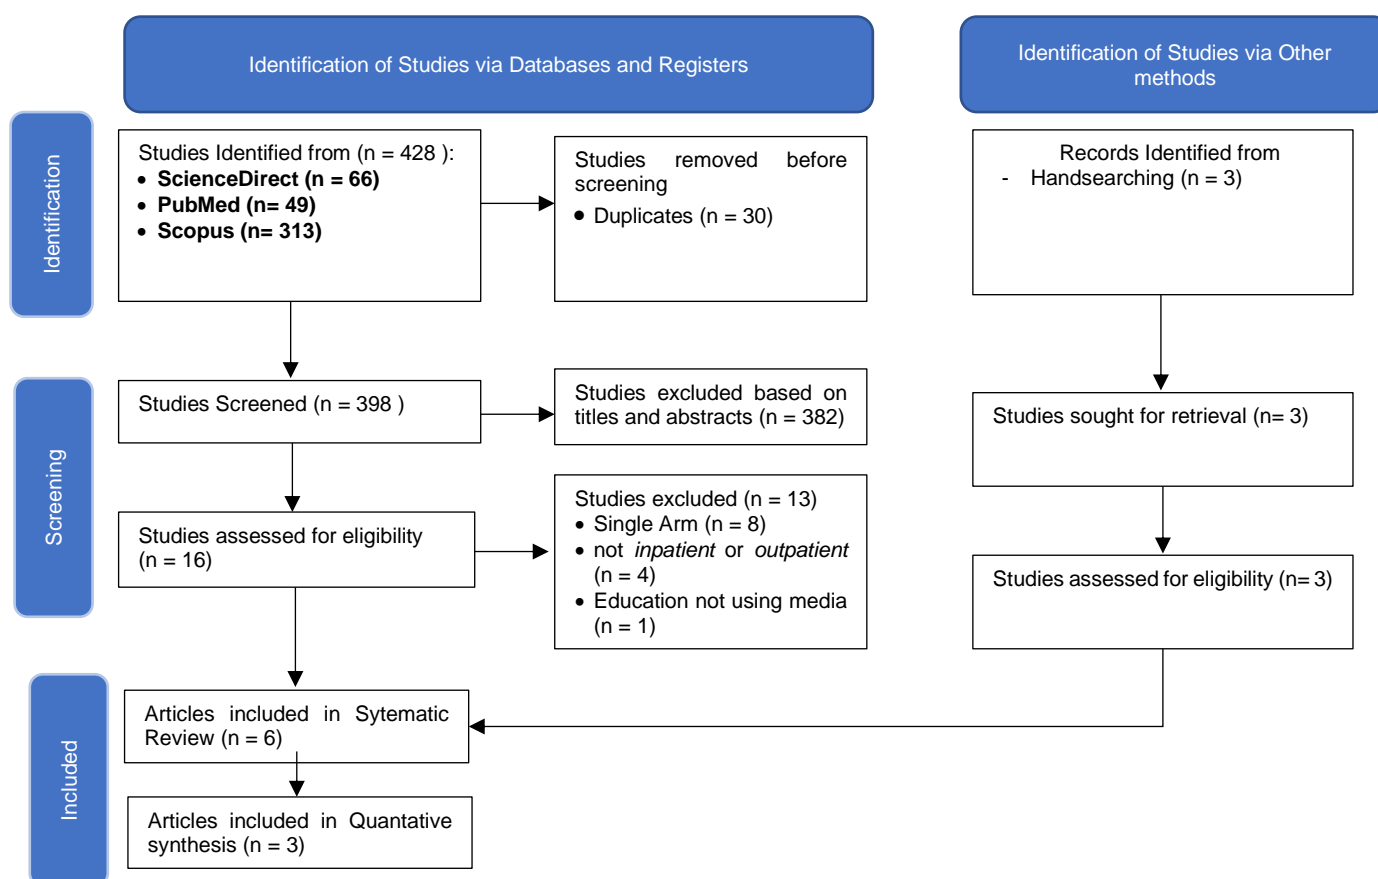 Identification of Studies via Databases and Registers
Identification of Studies via Other
methods
Identification
Studies Identified from (n = 428 ):
• ScienceDirect (n = 66)
• PubMed (n= 49)
• Scopus (n= 313)
Studies removed before
screening
• Duplicates (n = 30)
Records Identified from
- Handsearching (n = 3)
Screening
Studies Screened (n = 398 )
Studies excluded based on
titles and abstracts (n = 382)
Studies sought for retrieval (n= 3)
Studies assessed for eligibility
(n = 16)
Studies excluded (n = 13)
• Single Arm (n = 8)
• not inpatient or outpatient
(n = 4)
• Education not using media
(n = 1)
Studies assessed for eligibility (n= 3)
Included
Articles included in Sytematic
Review (n = 6)
Articles included in Quantative
synthesis (n = 3)